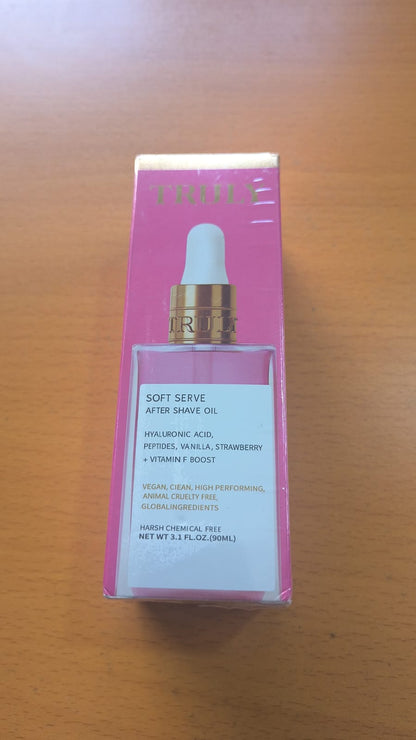 TRULY
TRULY
SOFT SERVE
AFTER SHAVE OIL
HYALURONIC ACID,
PEPTIDES, VANILLA, STRAWBERRY
+ VITAMIN F BOOST
VEGAN, CIEAN, HIGH PERFORMING,
ANIMAL CRUELTY FREE,
GLOBALINGREDIENTS
HARSH CHEMICAL FREE
NET WT 3.1 FL.OZ.(90ML)